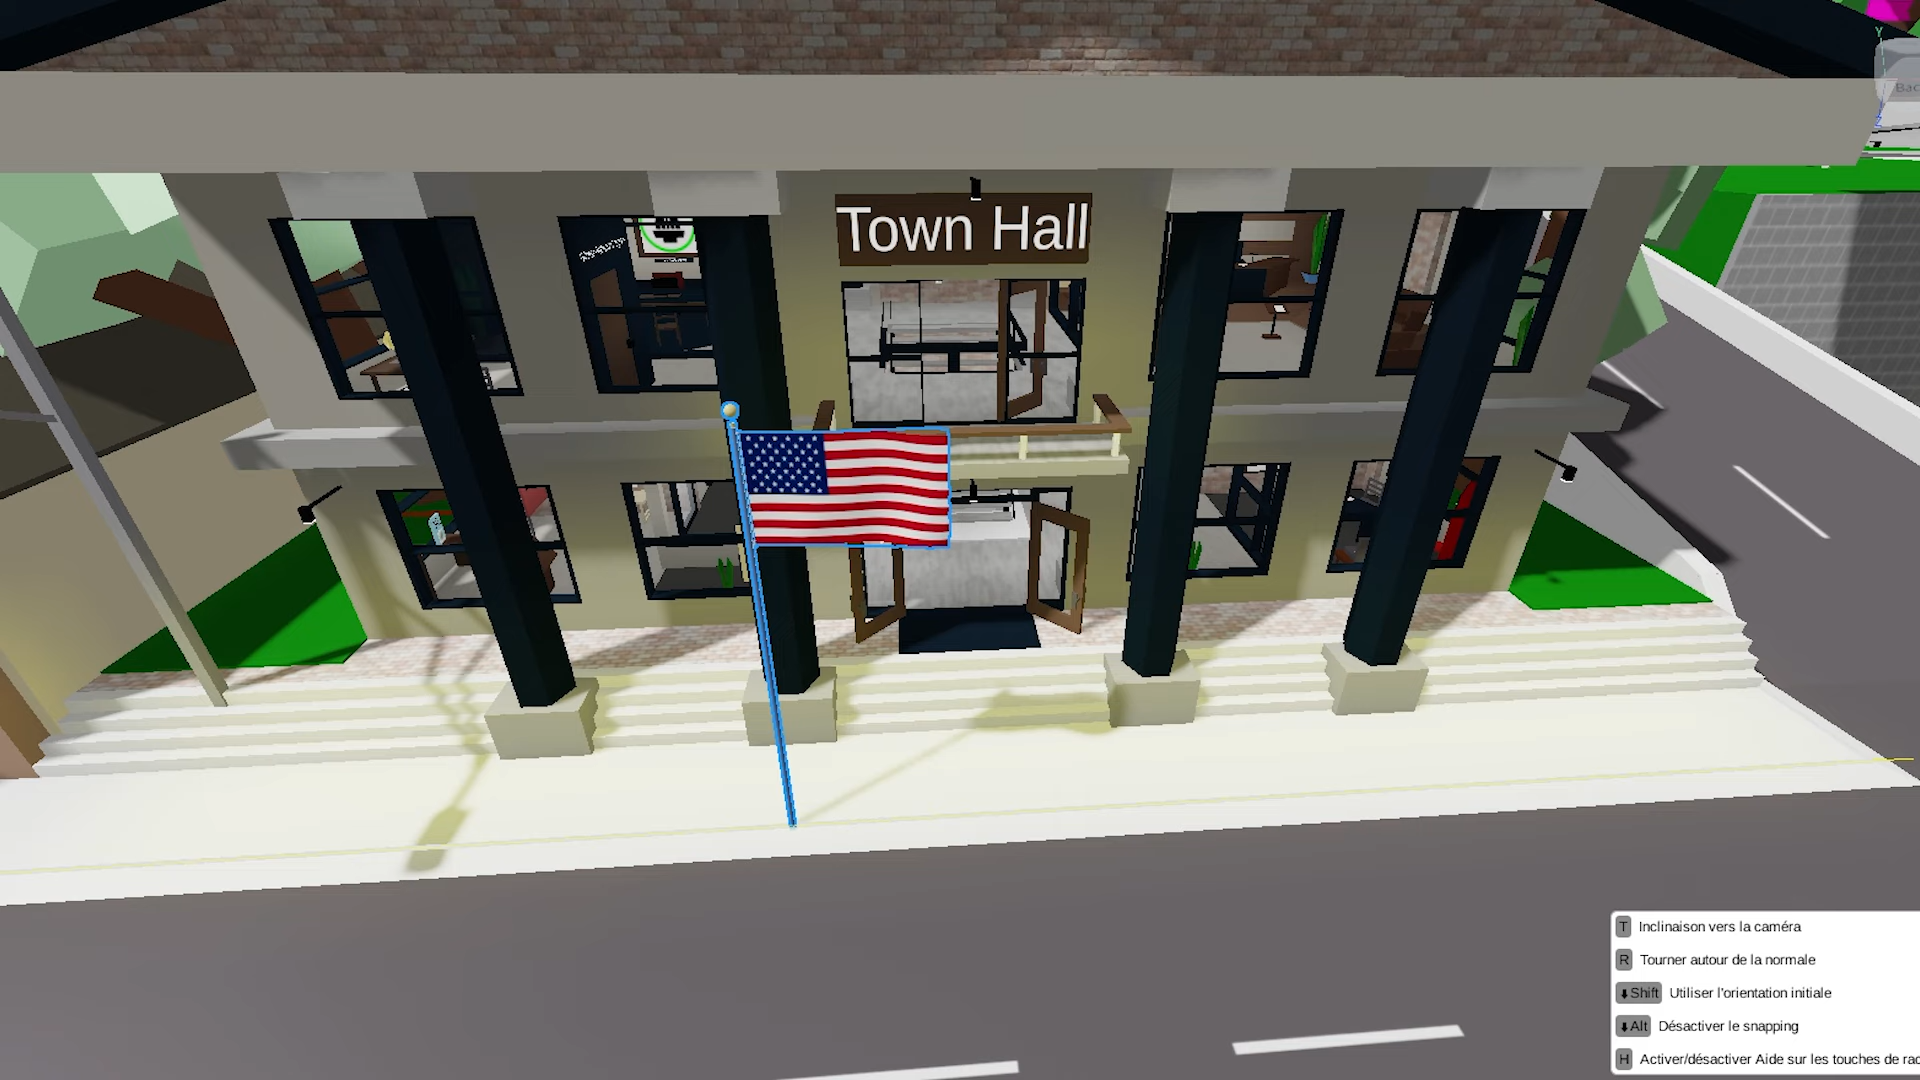 Bac
Town Hall
T Inclinaison vers la caméra
R Tourner autour de la normale
Shift Utiliser l'orientation initiale
Alt Désactiver le snapping
H Activer/désactiver Aide sur les touches de rac